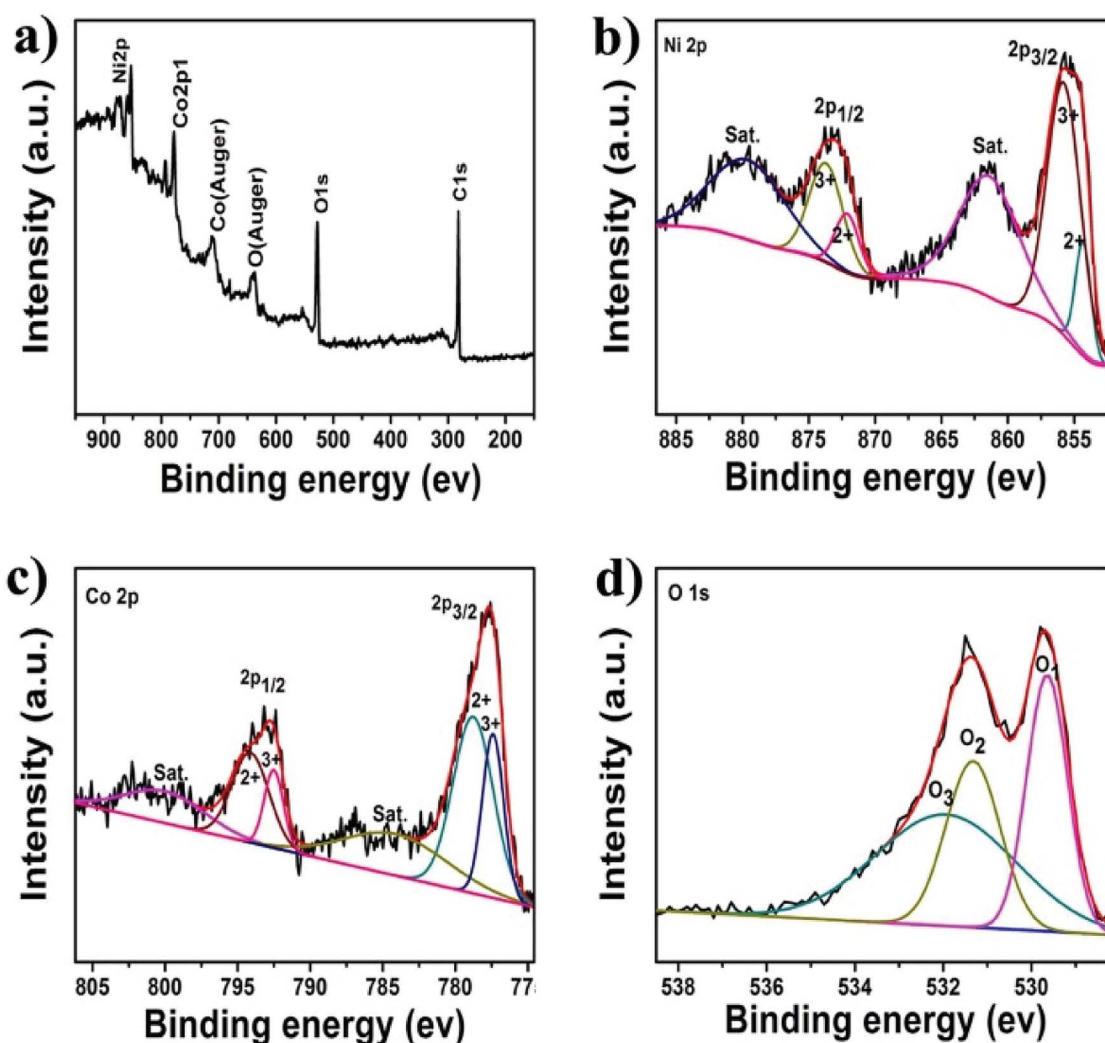 a)
Intensity (a.u.)
Ni2p
Co2p1
Co(Auger)
O(Auger)
O1s
C1s
900 800 700 600 500 400 300 200
Binding energy (ev)
b)
Intensity (a.u.)
Ni 2p
2p3/2
3+
2+
Sat.
2p1/2
3+
2+
Sat.
885 880 875 870 865 860 855
Binding energy (ev)
c)
Intensity (a.u.)
Co 2p
2p3/2
2+
3+
2p1/2
2+
3+
Sat.
Sat.
805 800 795 790 785 780 775
Binding energy (ev)
d)
Intensity (a.u.)
O 1s
O1
O2
O3
538 536 534 532 530
Binding energy (ev)